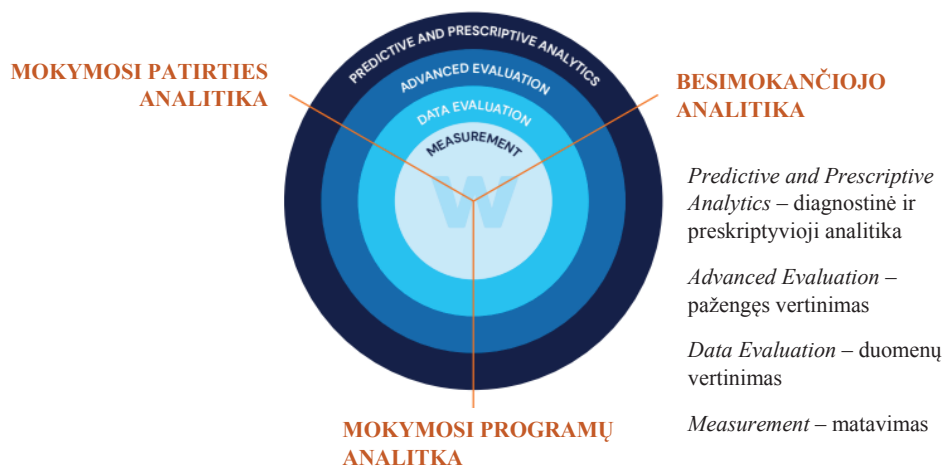 MOKYMOSI PATIRTIES
ANALITIKA
PREDICTIVE AND PRESCRIPTIVE ANALYTICS
ADVANCED EVALUATION
DATA EVALUATION
MEASUREMENT
W
BESIMOKANČIOJO
ANALITIKA
Predictive and Prescriptive
Analytics – diagnostinė ir
preskriptyvioji analitika
Advanced Evaluation –
pažengęs vertinimas
Data Evaluation – duomenų
vertinimas
Measurement – matavimas
MOKYMOSI PROGRAMŲ
ANALITKA